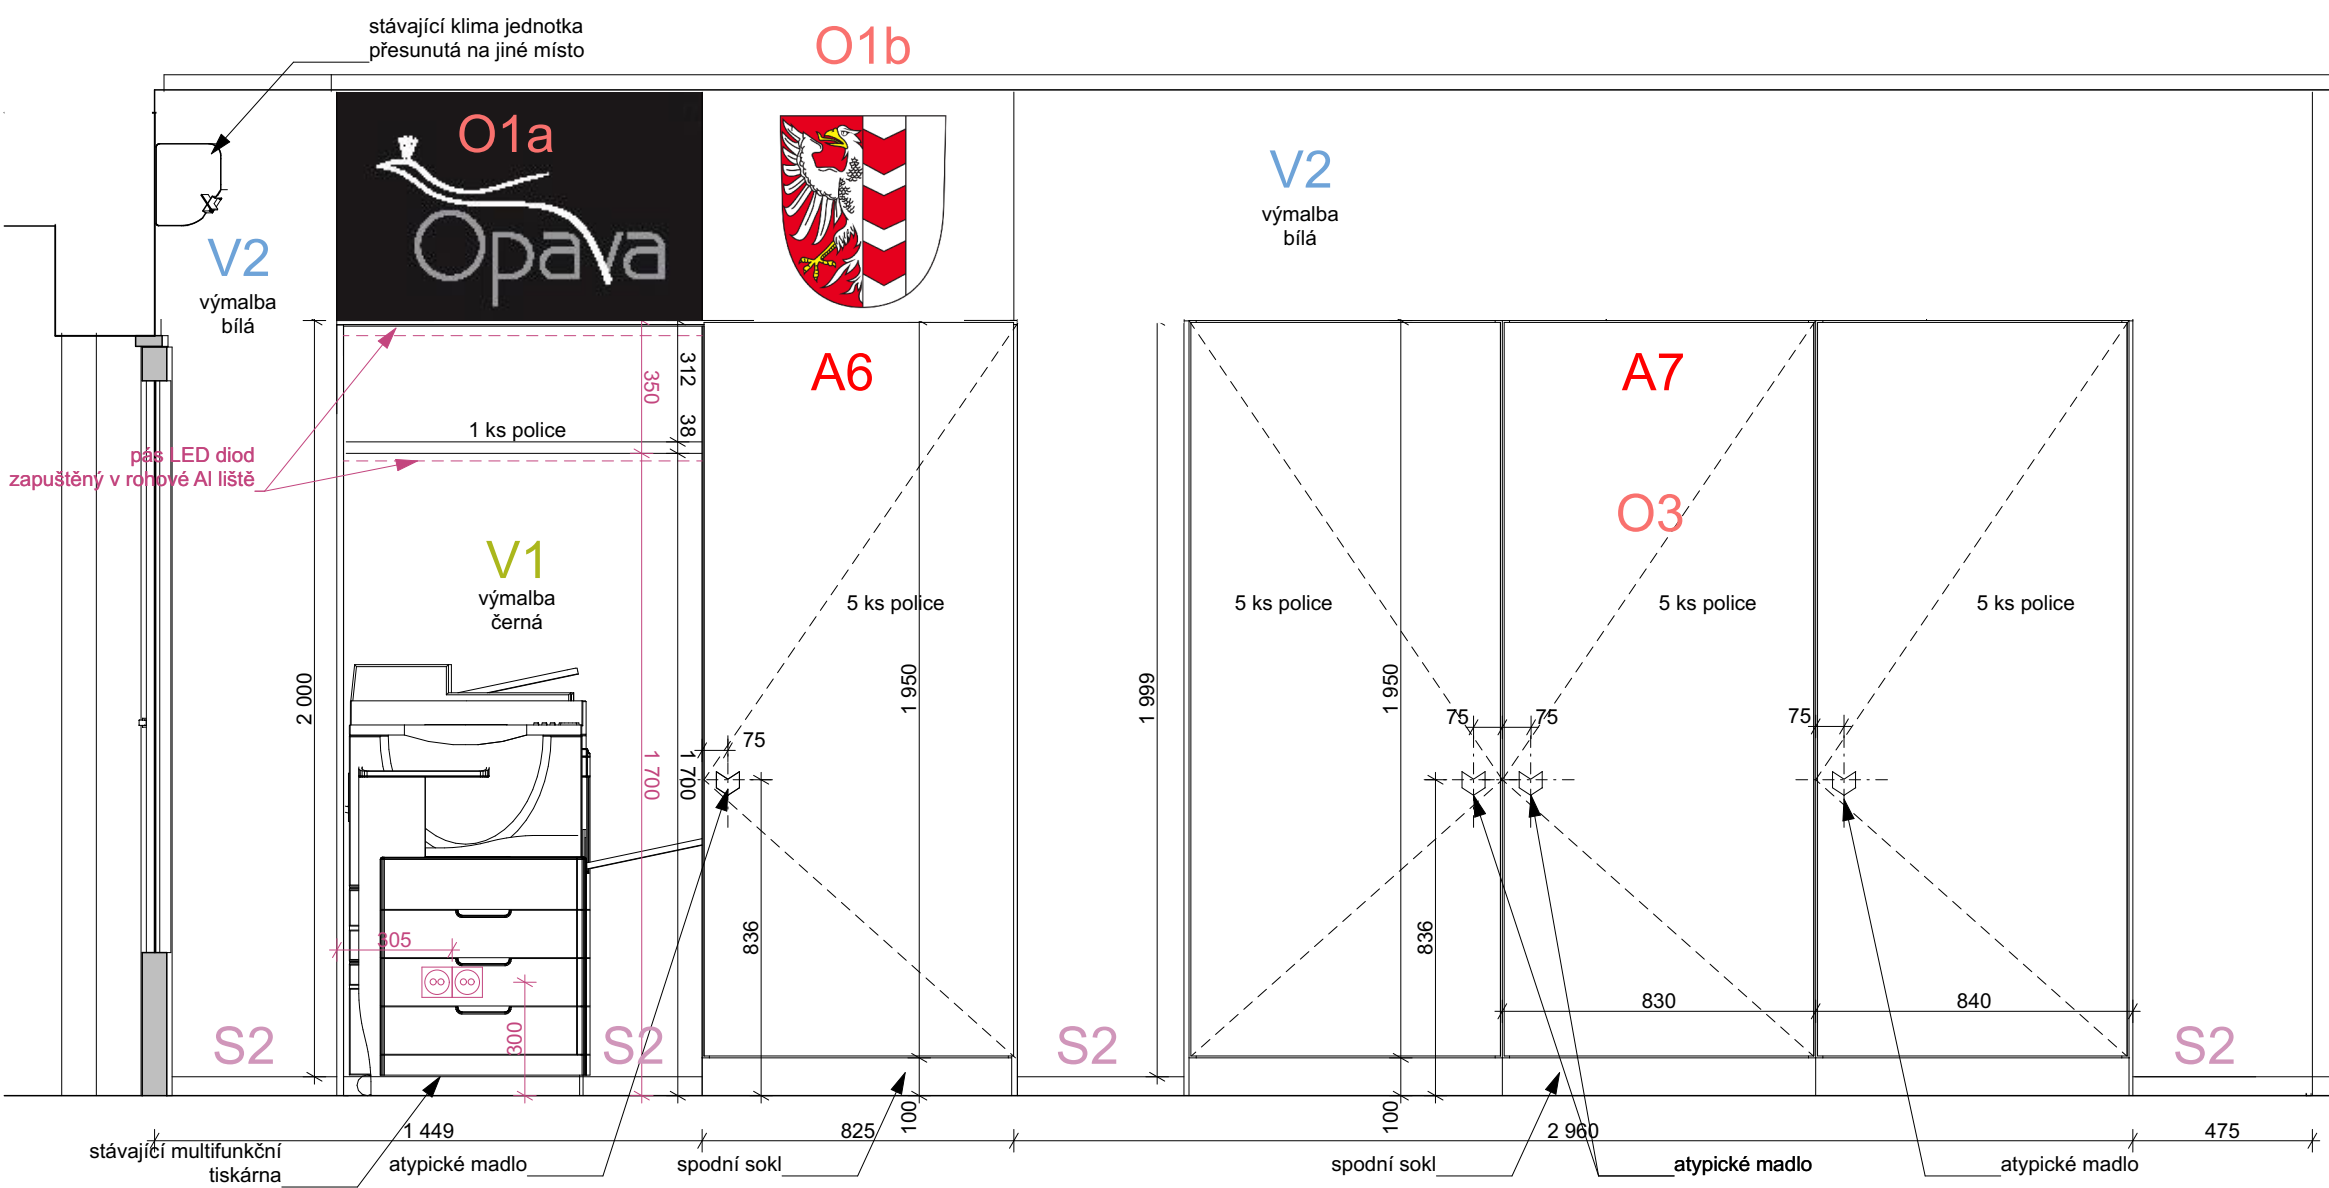 stávající klima jednotka
přesunutá na jiné místo
O1b
O1a
Opava
V2
výmalba
bílá
V2
výmalba
bílá
312
350
38
A6
A7
1 ks police
pás LED diod
zapuštěný v rohové Al liště
O3
V1
výmalba
černá
5 ks police
5 ks police
5 ks police
5 ks police
2 000
1 950
1 999
1 950
1 700
1 700
75
75
75
75
836
836
305
300
830
840
S2
S2
S2
S2
100
100
1 449
825
2 960
475
stávající multifunkční
tiskárna
atypické madlo
spodní sokl
spodní sokl
atypické madlo
atypické madlo